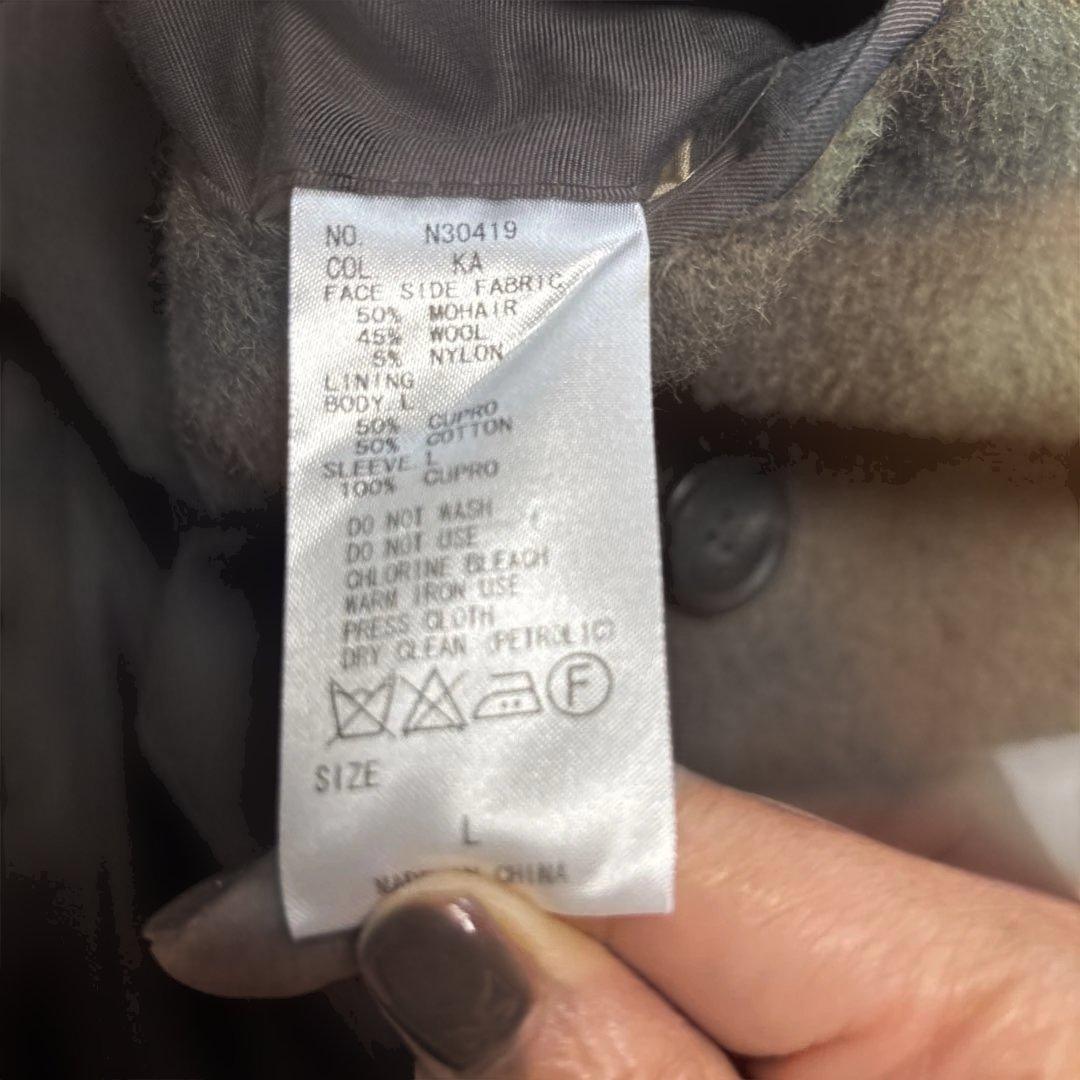 NO. N30419
COL KA
FACE SIDE FABRIC
50% MOHAIR
45% WOOL
5% NYLON
LINING
BODY L
50% CUPRO
50% COTTON
SLEEVE L
100% CUPRO
DO NOT WASH
DO NOT USE
CHLORINE BLEACH
WARM IRON USE
PRESS CLOTH
DRY CLEAN (PETROLIC)
F
SIZE
L
MADE IN CHINA